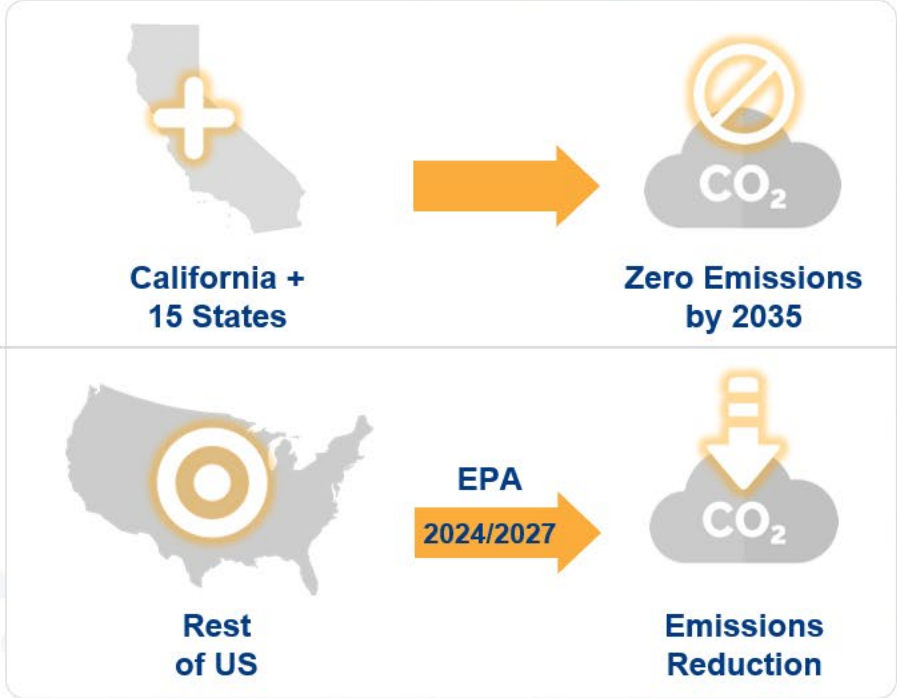 CO₂
California +
15 States
Zero Emissions
by 2035
EPA
2024/2027
CO₂
Rest
of US
Emissions
Reduction